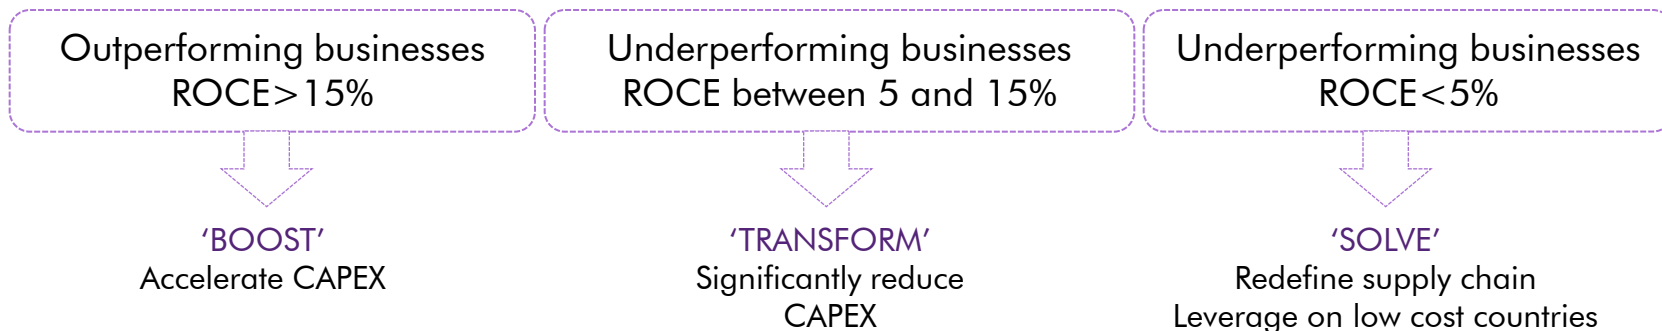 Outperforming businesses
ROCE>15%
Underperforming businesses
ROCE between 5 and 15%
Underperforming businesses
ROCE<5%
‘BOOST’
Accelerate CAPEX
‘TRANSFORM’
Significantly reduce
CAPEX
‘SOLVE’
Redefine supply chain
Leverage on low cost countries